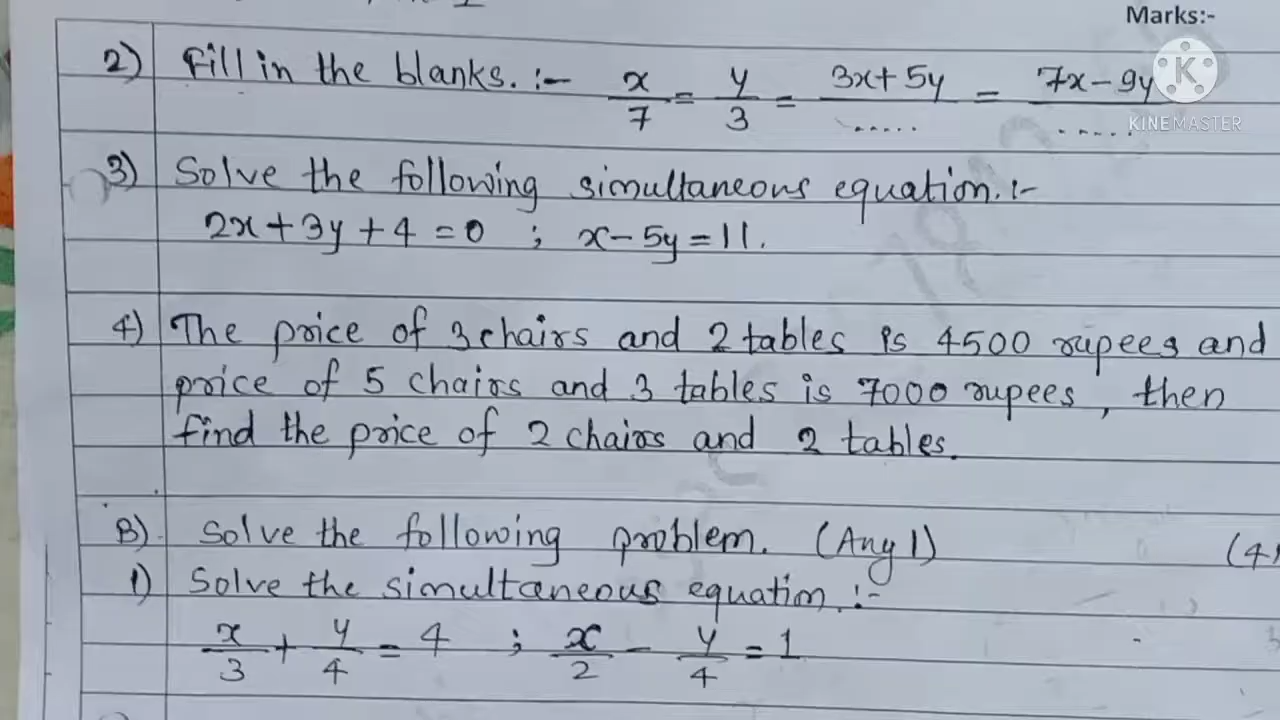 Marks:-
2) Fill in the blanks. :- x/7 = y/3 = 3x+5y/..... = 7x-9y/.....
KINEMASTER
3) Solve the following simultaneous equation. :-
2x+3y+4=0 ; x-5y=11.
4) The price of 3 chairs and 2 tables is 4500 rupees and
price of 5 chairs and 3 tables is 7000 rupees, then
find the price of 2 chairs and 2 tables.
B) Solve the following problem. (Any 1) (4
1) Solve the simultaneous equation. :-
x/3 + y/4 = 4 ; x/2 - y/4 = 1